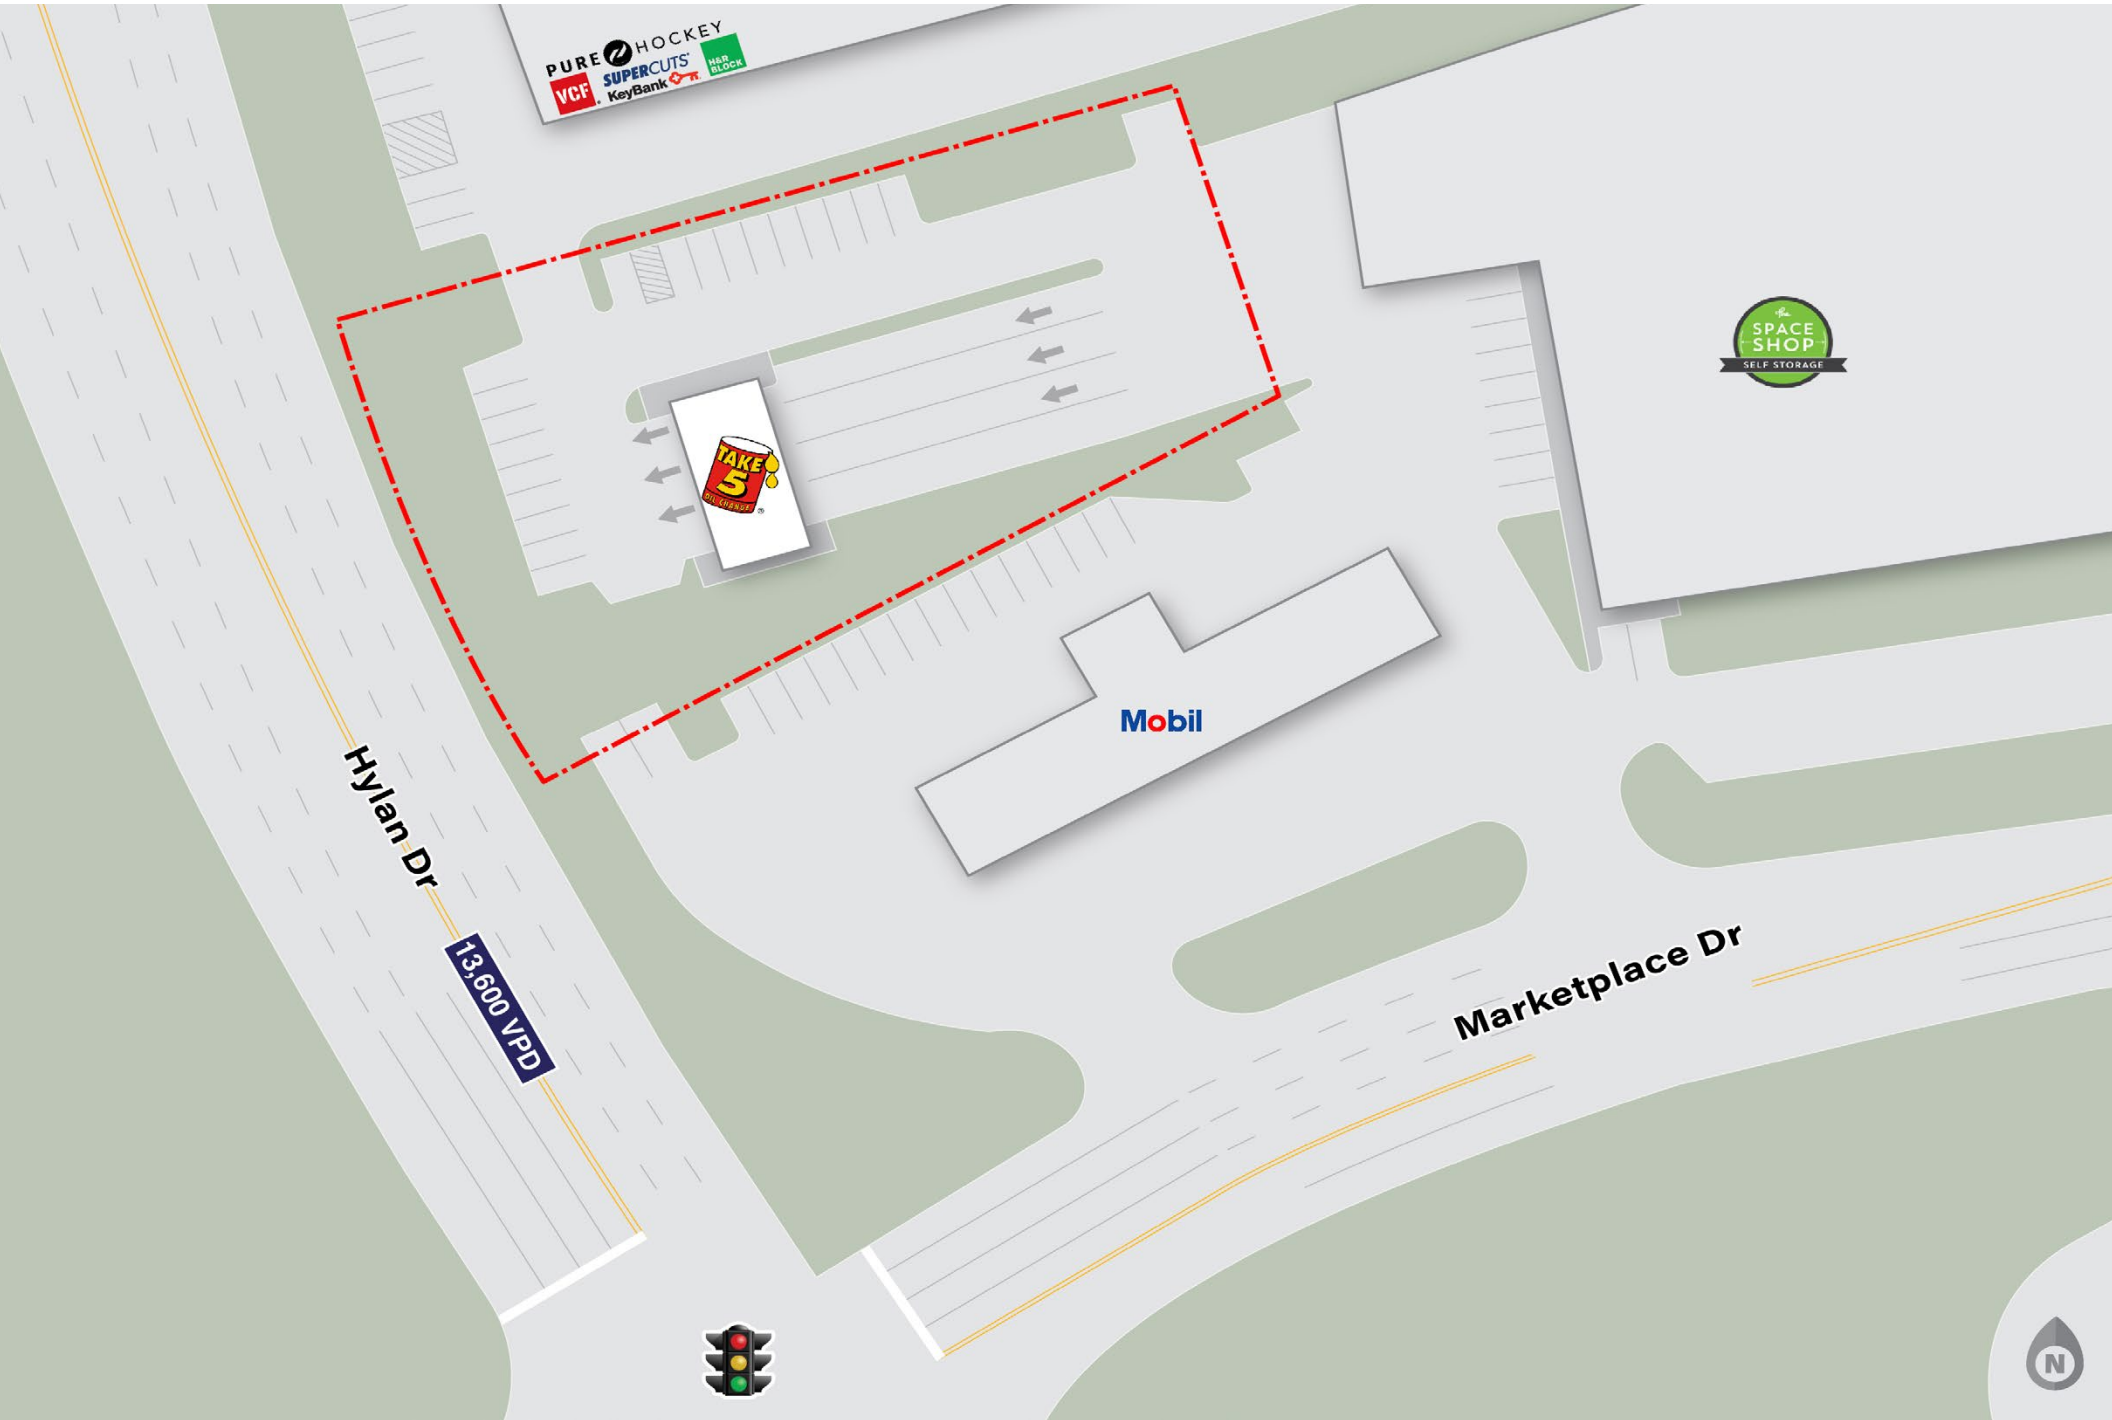 PURE HOCKEY
VCF
SUPERCUTS
KeyBank
H&R
BLOCK
the
SPACE
SHOP
SELF STORAGE
TAKE
5
OIL CHANGE
®
Mobil
Hylan Dr
13,600 VPD
Marketplace Dr
N